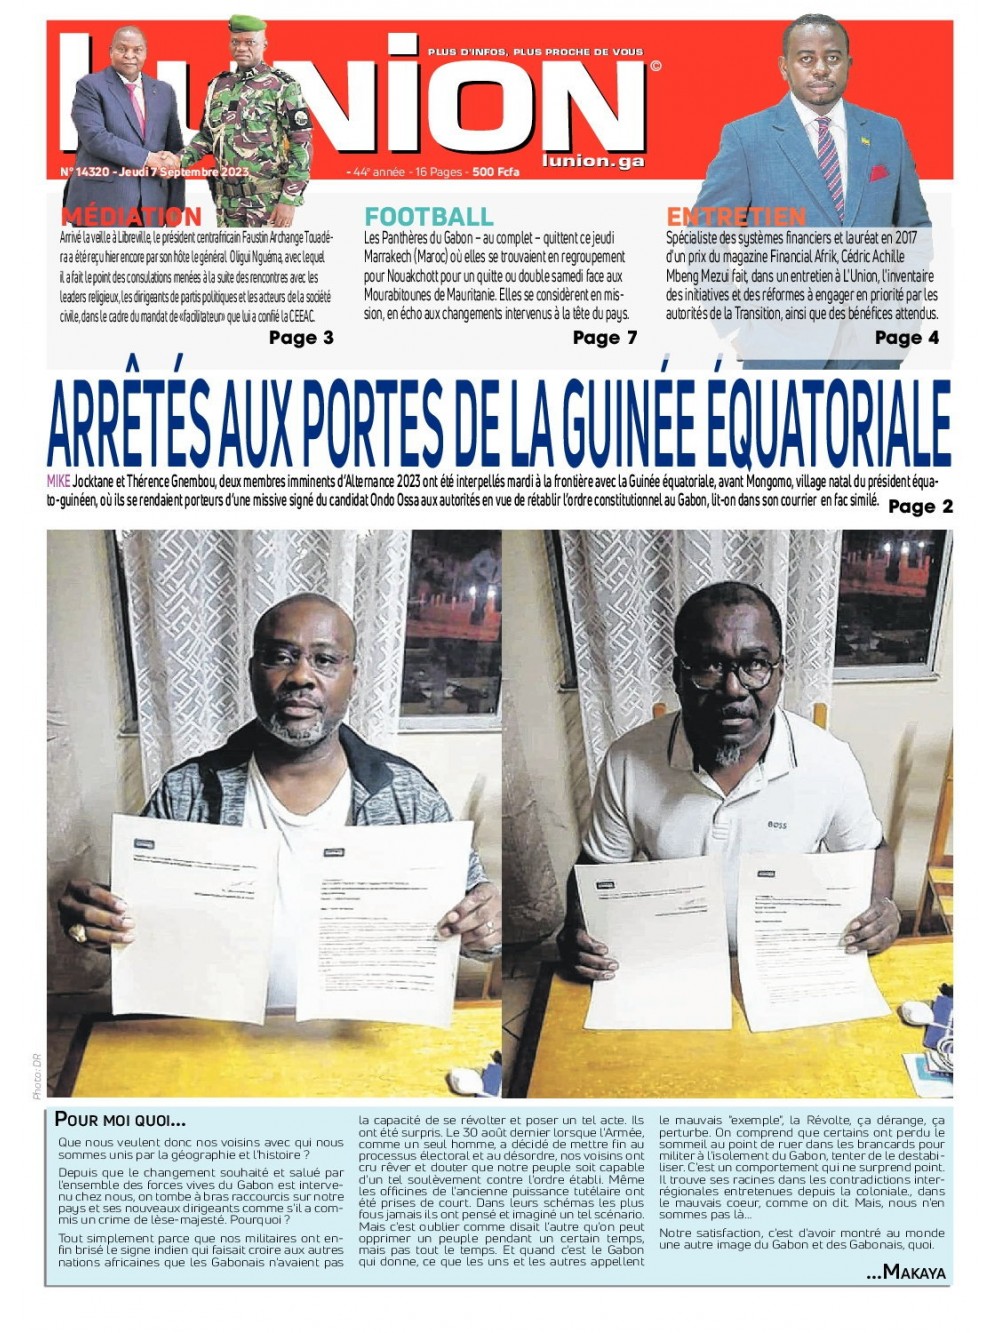 L'UNION
PLUS D'INFOS, PLUS PROCHE DE VOUS
©
lunion.ga
N° 14320 - Jeudi 7 Septembre 2023
- 44e année - 16 Pages - 500 Fcfa
MÉDIATION
Arrivé la vaille à Libreville, le président centrafricain Faustin Archange Touadé-
ra a été reçu hier encore par son hôte le général. Oligui Nguéma, avec lequel
il a fait le point des consulations menées à la suite des rencontres avec les
leaders religieux, les dirigeants de partis politiques et les acteurs de la société
civile, dans le cadre du mandat de «facilitateur» que lui a confié la CEEAC.
Page 3
FOOTBALL
Les Panthères du Gabon – au complet – quittent ce jeudi
Marrakech (Maroc) où elles se trouvaient en regroupement
pour Nouakchott pour un quitte ou double samedi face aux
Mourabitounes de Mauritanie. Elles se considèrent en mis-
sion, en écho aux changements intervenus à la tête du pays.
Page 7
ENTRETIEN
Spécialiste des systèmes financiers et lauréat en 2017
d'un prix du magazine Financial Afrik, Cédric Achille
Mbeng Mezui fait, dans un entretien à L'Union, l'inventaire
des initiatives et des réformes à engager en priorité par les
autorités de la Transition, ainsi que des bénéfices attendus.
Page 4
ARRÊTÉS AUX PORTES DE LA GUINÉE ÉQUATORIALE
MIKE Jocktane et Thérence Gnembou, deux membres imminents d'Alternance 2023 ont été interpellés mardi à la frontière avec la Guinée équatoriale, avant Mongomo, village natal du président équa-
to-guinéen, où ils se rendaient porteurs d'une missive signé du candidat Ondo Ossa aux autorités en vue de rétablir l'ordre constitutionnel au Gabon, lit-on dans son courrier en fac similé.
Page 2
BOSS
Photo: DR
POUR MOI QUOI...
Que nous veulent donc nos voisins avec qui nous
sommes unis par la géographie et l'histoire ?
Depuis que le changement souhaité et salué par
l'ensemble des forces vives du Gabon est interve-
nu chez nous, on tombe à bras raccourcis sur notre
pays et ses nouveaux dirigeants comme s'il a com-
mis un crime de lèse-majesté. Pourquoi ?
Tout simplement parce que nos militaires ont en-
fin brisé le signe indien qui faisait croire aux autres
nations africaines que les Gabonais n'avaient pas
la capacité de se révolter et poser un tel acte. Ils
ont été surpris. Le 30 août dernier lorsque l'Armée,
comme un seul homme, a décidé de mettre fin au
processus électoral et au désordre, nos voisins ont
cru rêver et douter que notre peuple soit capable
d'un tel soulèvement contre l'ordre établi. Même
les officines de l'ancienne puissance tutélaire ont
été prises de court. Dans leurs schémas les plus
fous jamais ils ont pensé et imaginé un tel scénario.
Mais c'est oublier comme disait l'autre qu'on peut
opprimer un peuple pendant un certain temps,
mais pas tout le temps. Et quand c'est le Gabon
qui donne, ce que les uns et les autres appellent
le mauvais "exemple", la Révolte, ça dérange, ça
perturbe. On comprend que certains ont perdu le
sommeil au point de ruer dans les brancards pour
militer à l'isolement du Gabon, tenter de le destabi-
liser. C'est un comportement qui ne surprend point.
Il trouve ses racines dans les contradictions inter-
régionales entretenues depuis la coloniale., dans
le mauvais coeur, comme on dit. Mais, nous n'en
sommes pas là...
Notre satisfaction, c'est d'avoir montré au monde
une autre image du Gabon et des Gabonais, quoi.
...MAKAYA